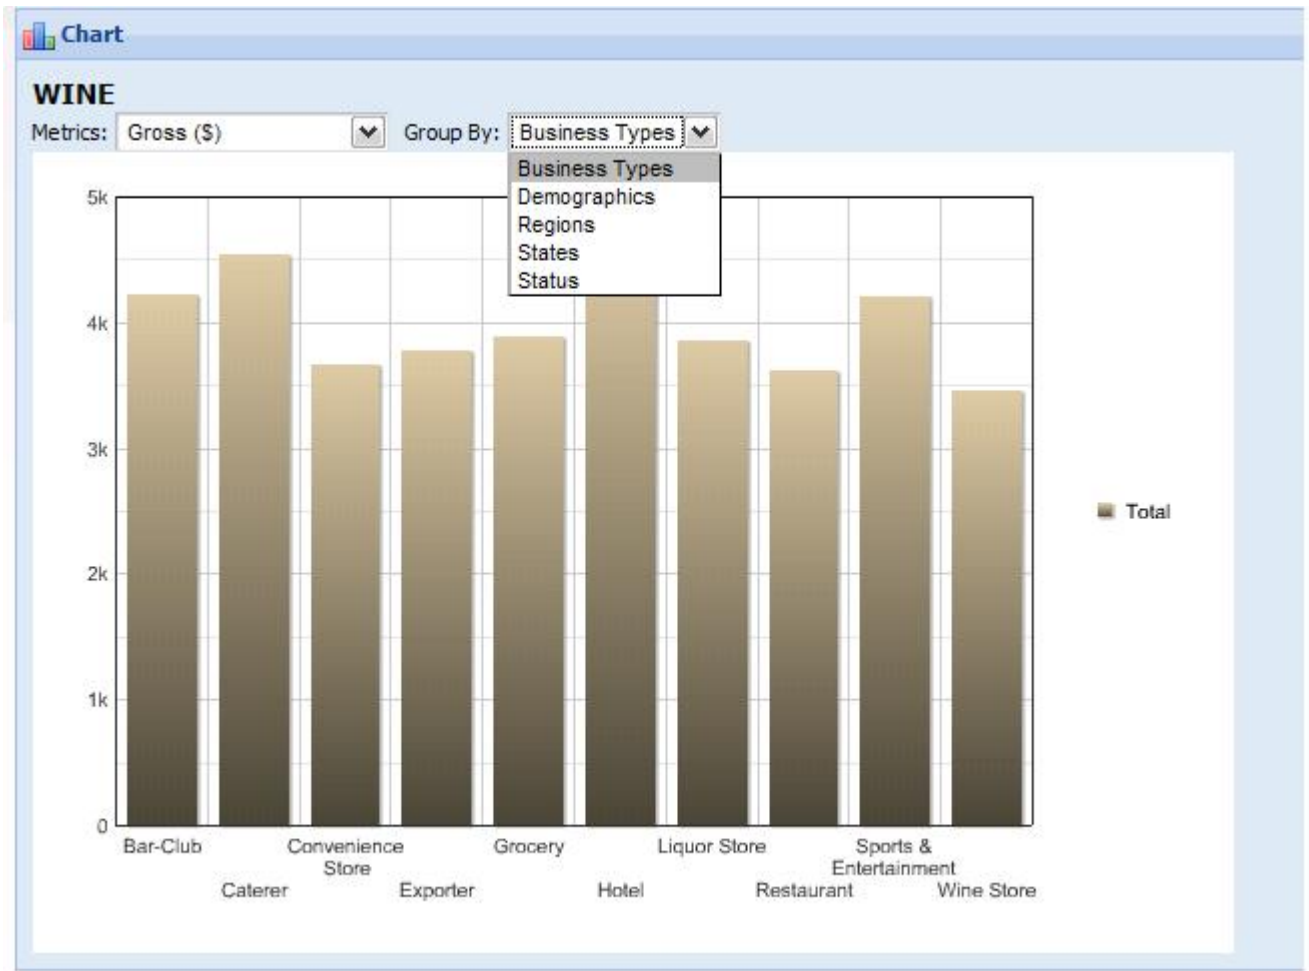 Chart
WINE
Metrics: Gross ($) Group By: Business Types
Business Types
Demographics
Regions
States
Status
5k
4k
3k
2k
1k
0
Total
Bar-Club
Caterer
Convenience
Store
Exporter
Grocery
Hotel
Liquor Store
Restaurant
Sports &
Entertainment
Wine Store